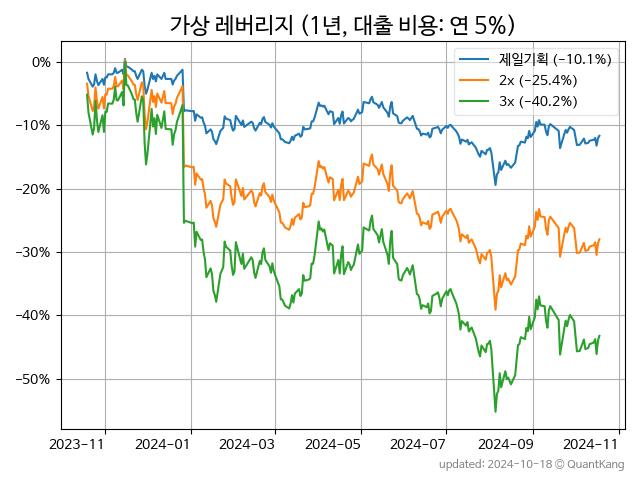 가상 레버리지 (1년, 대출 비용: 연 5%)
제일기획 (−10.1%)
2x (−25.4%)
3x (−40.2%)
0%
−10%
−20%
−30%
−40%
−50%
2023−11 2024−01 2024−03 2024−05 2024−07 2024−09 2024−11
updated: 2024-10-18 © QuantKang